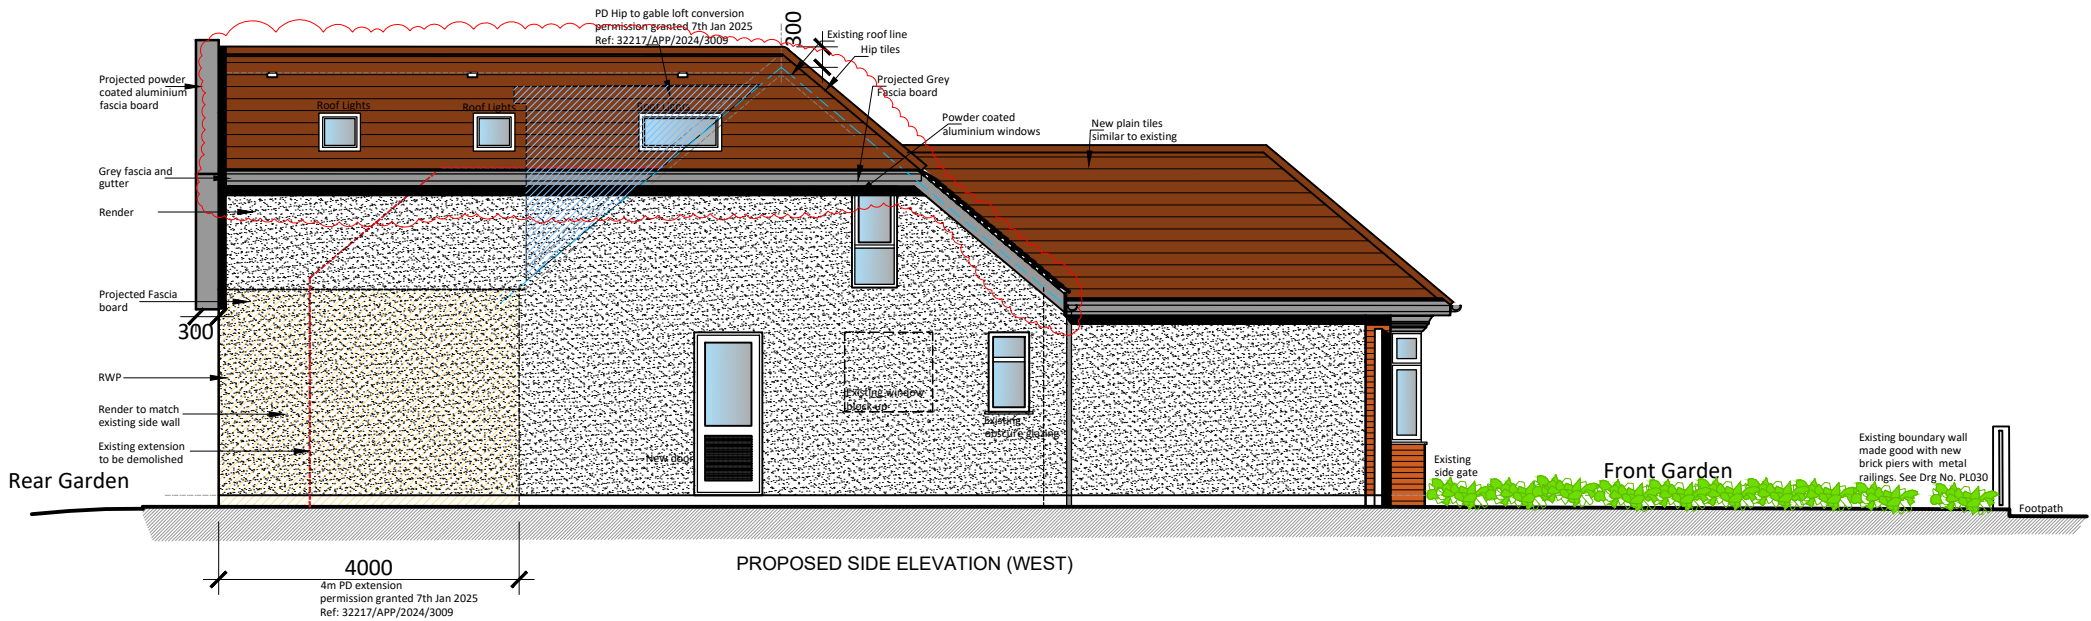 PD Hip to gable loft conversion
permission granted 7th Jan 2025
Ref: 32217/APP/2024/3009
300
Existing roof line
Hip tiles
Projected Grey
Fascia board
Powder coated
aluminium windows
New plain tiles
similar to existing
Projected powder
coated aluminium
fascia board
Roof Lights
Roof Lights
Roof Lights
Grey fascia and
gutter
Render
Projected Fascia
board
300
RWP
Render to match
existing side wall
Existing extension
to be demolished
Rear Garden
New door
Existing window
block up
Existing
obscure glazing
Existing
side gate
Front Garden
Existing boundary wall
made good with new
brick piers with metal
railings. See Drg No. PL030
Footpath
4000
4m PD extension
permission granted 7th Jan 2025
Ref: 32217/APP/2024/3009
PROPOSED SIDE ELEVATION (WEST)